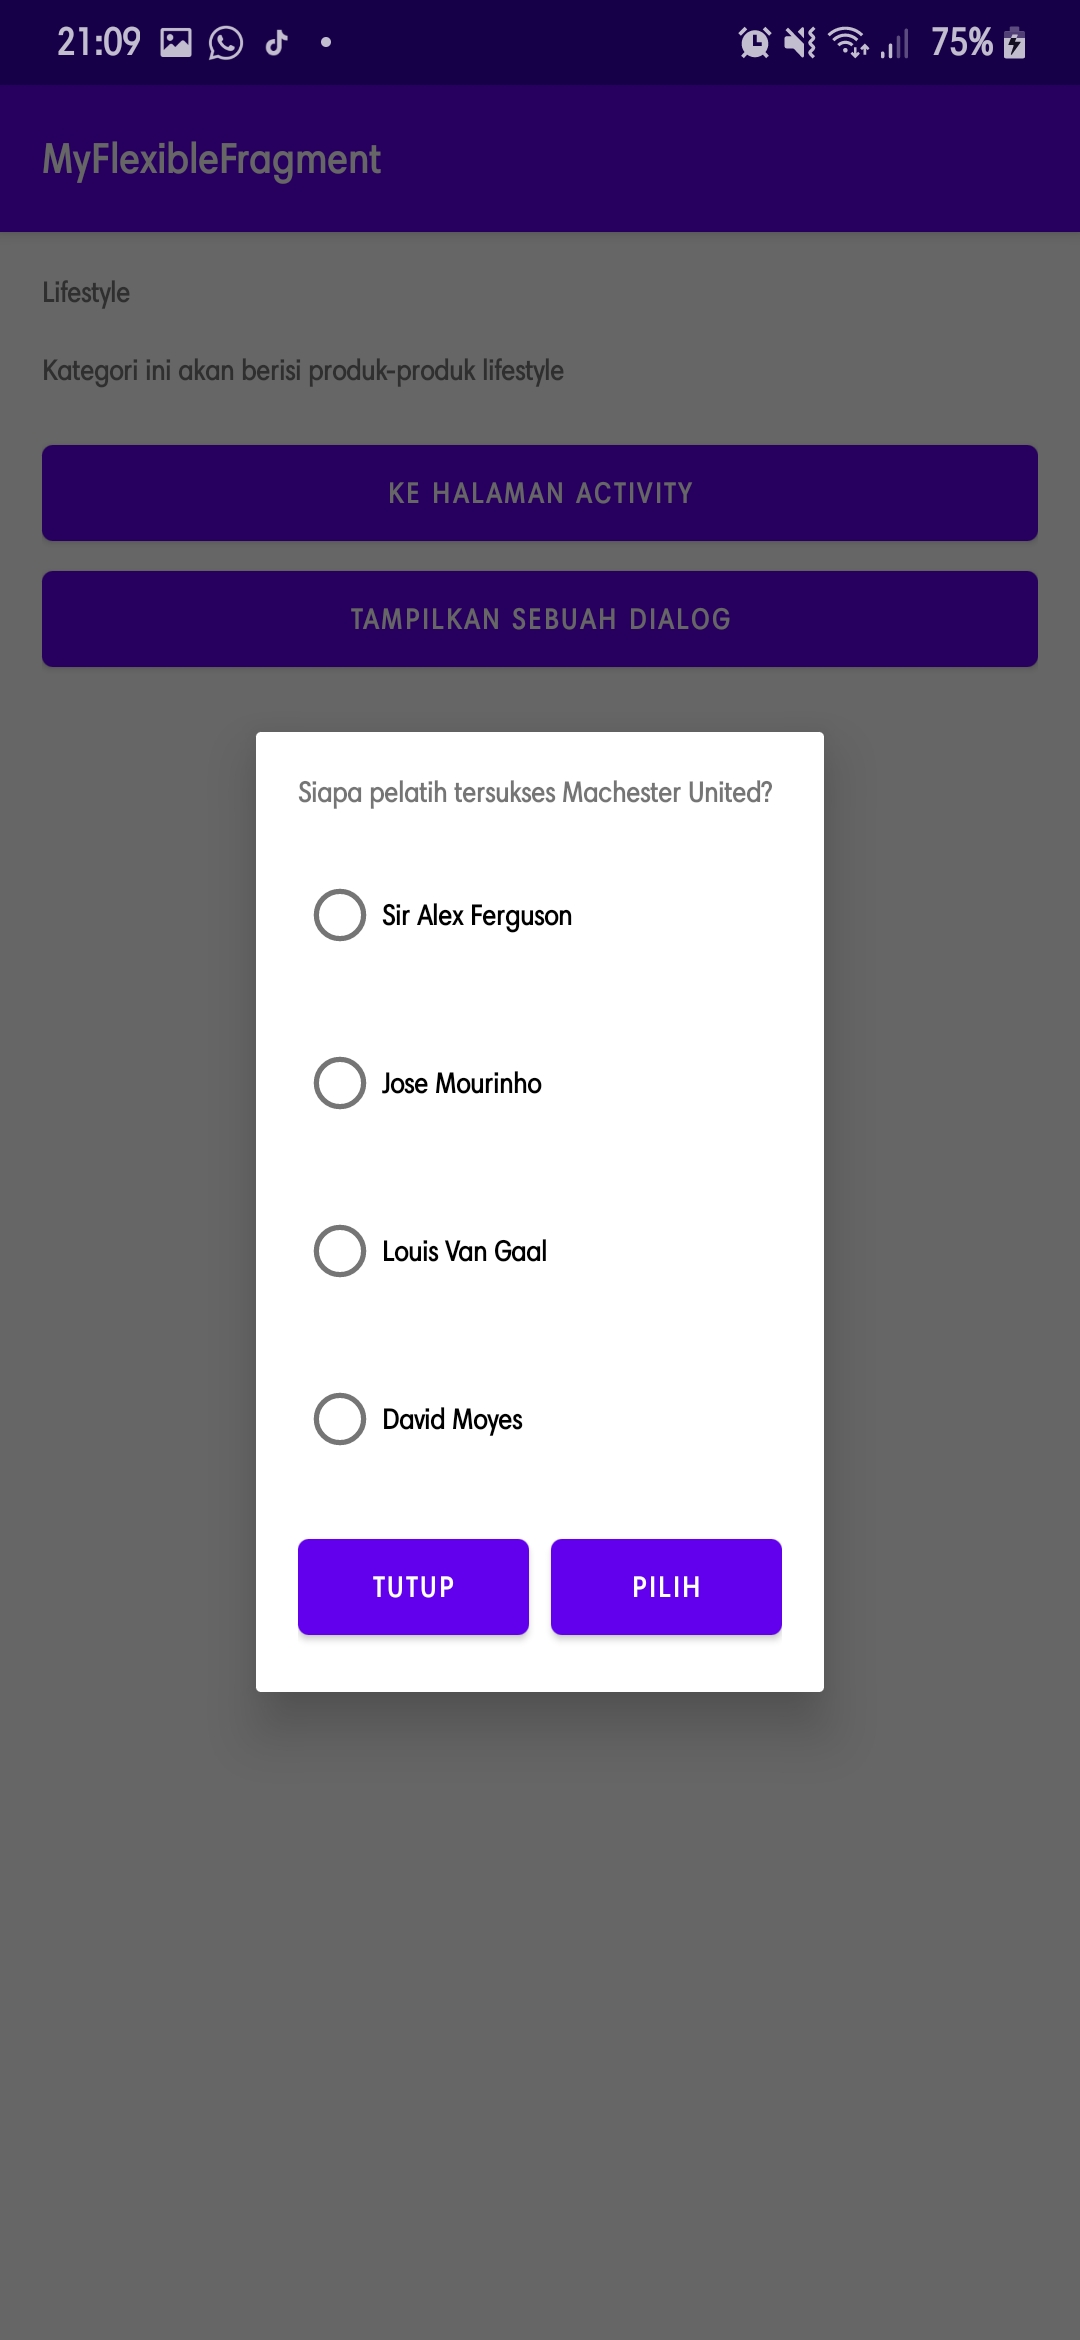 21:09
75%
MyFlexibleFragment
Lifestyle
Kategori ini akan berisi produk-produk lifestyle
KE HALAMAN ACTIVITY
TAMPILKAN SEBUAH DIALOG
Siapa pelatih tersukses Machester United?
Sir Alex Ferguson
Jose Mourinho
Louis Van Gaal
David Moyes
TUTUP
PILIH